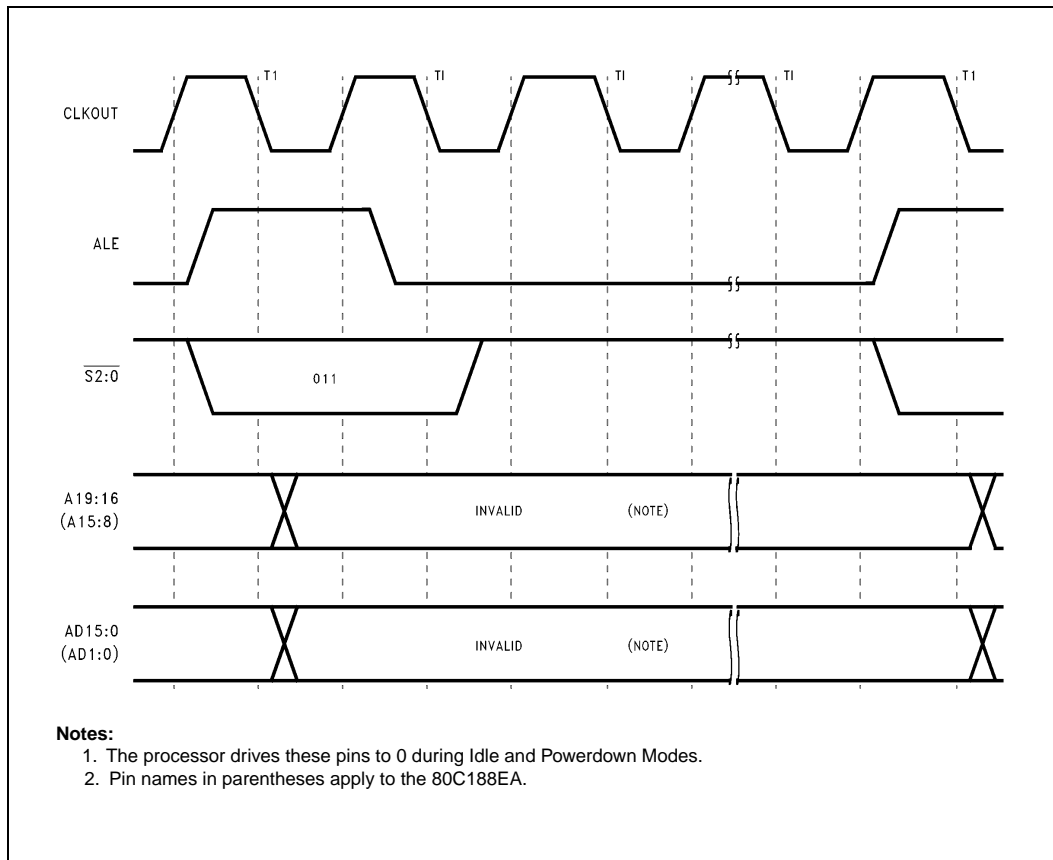 T1 TI TI TI T1
CLKOUT
ALE
S2:0
011
A19:16
(A15:8)
INVALID (NOTE)
AD15:0
(AD1:0)
INVALID (NOTE)
Notes:
1. The processor drives these pins to 0 during Idle and Powerdown Modes.
2. Pin names in parentheses apply to the 80C188EA.